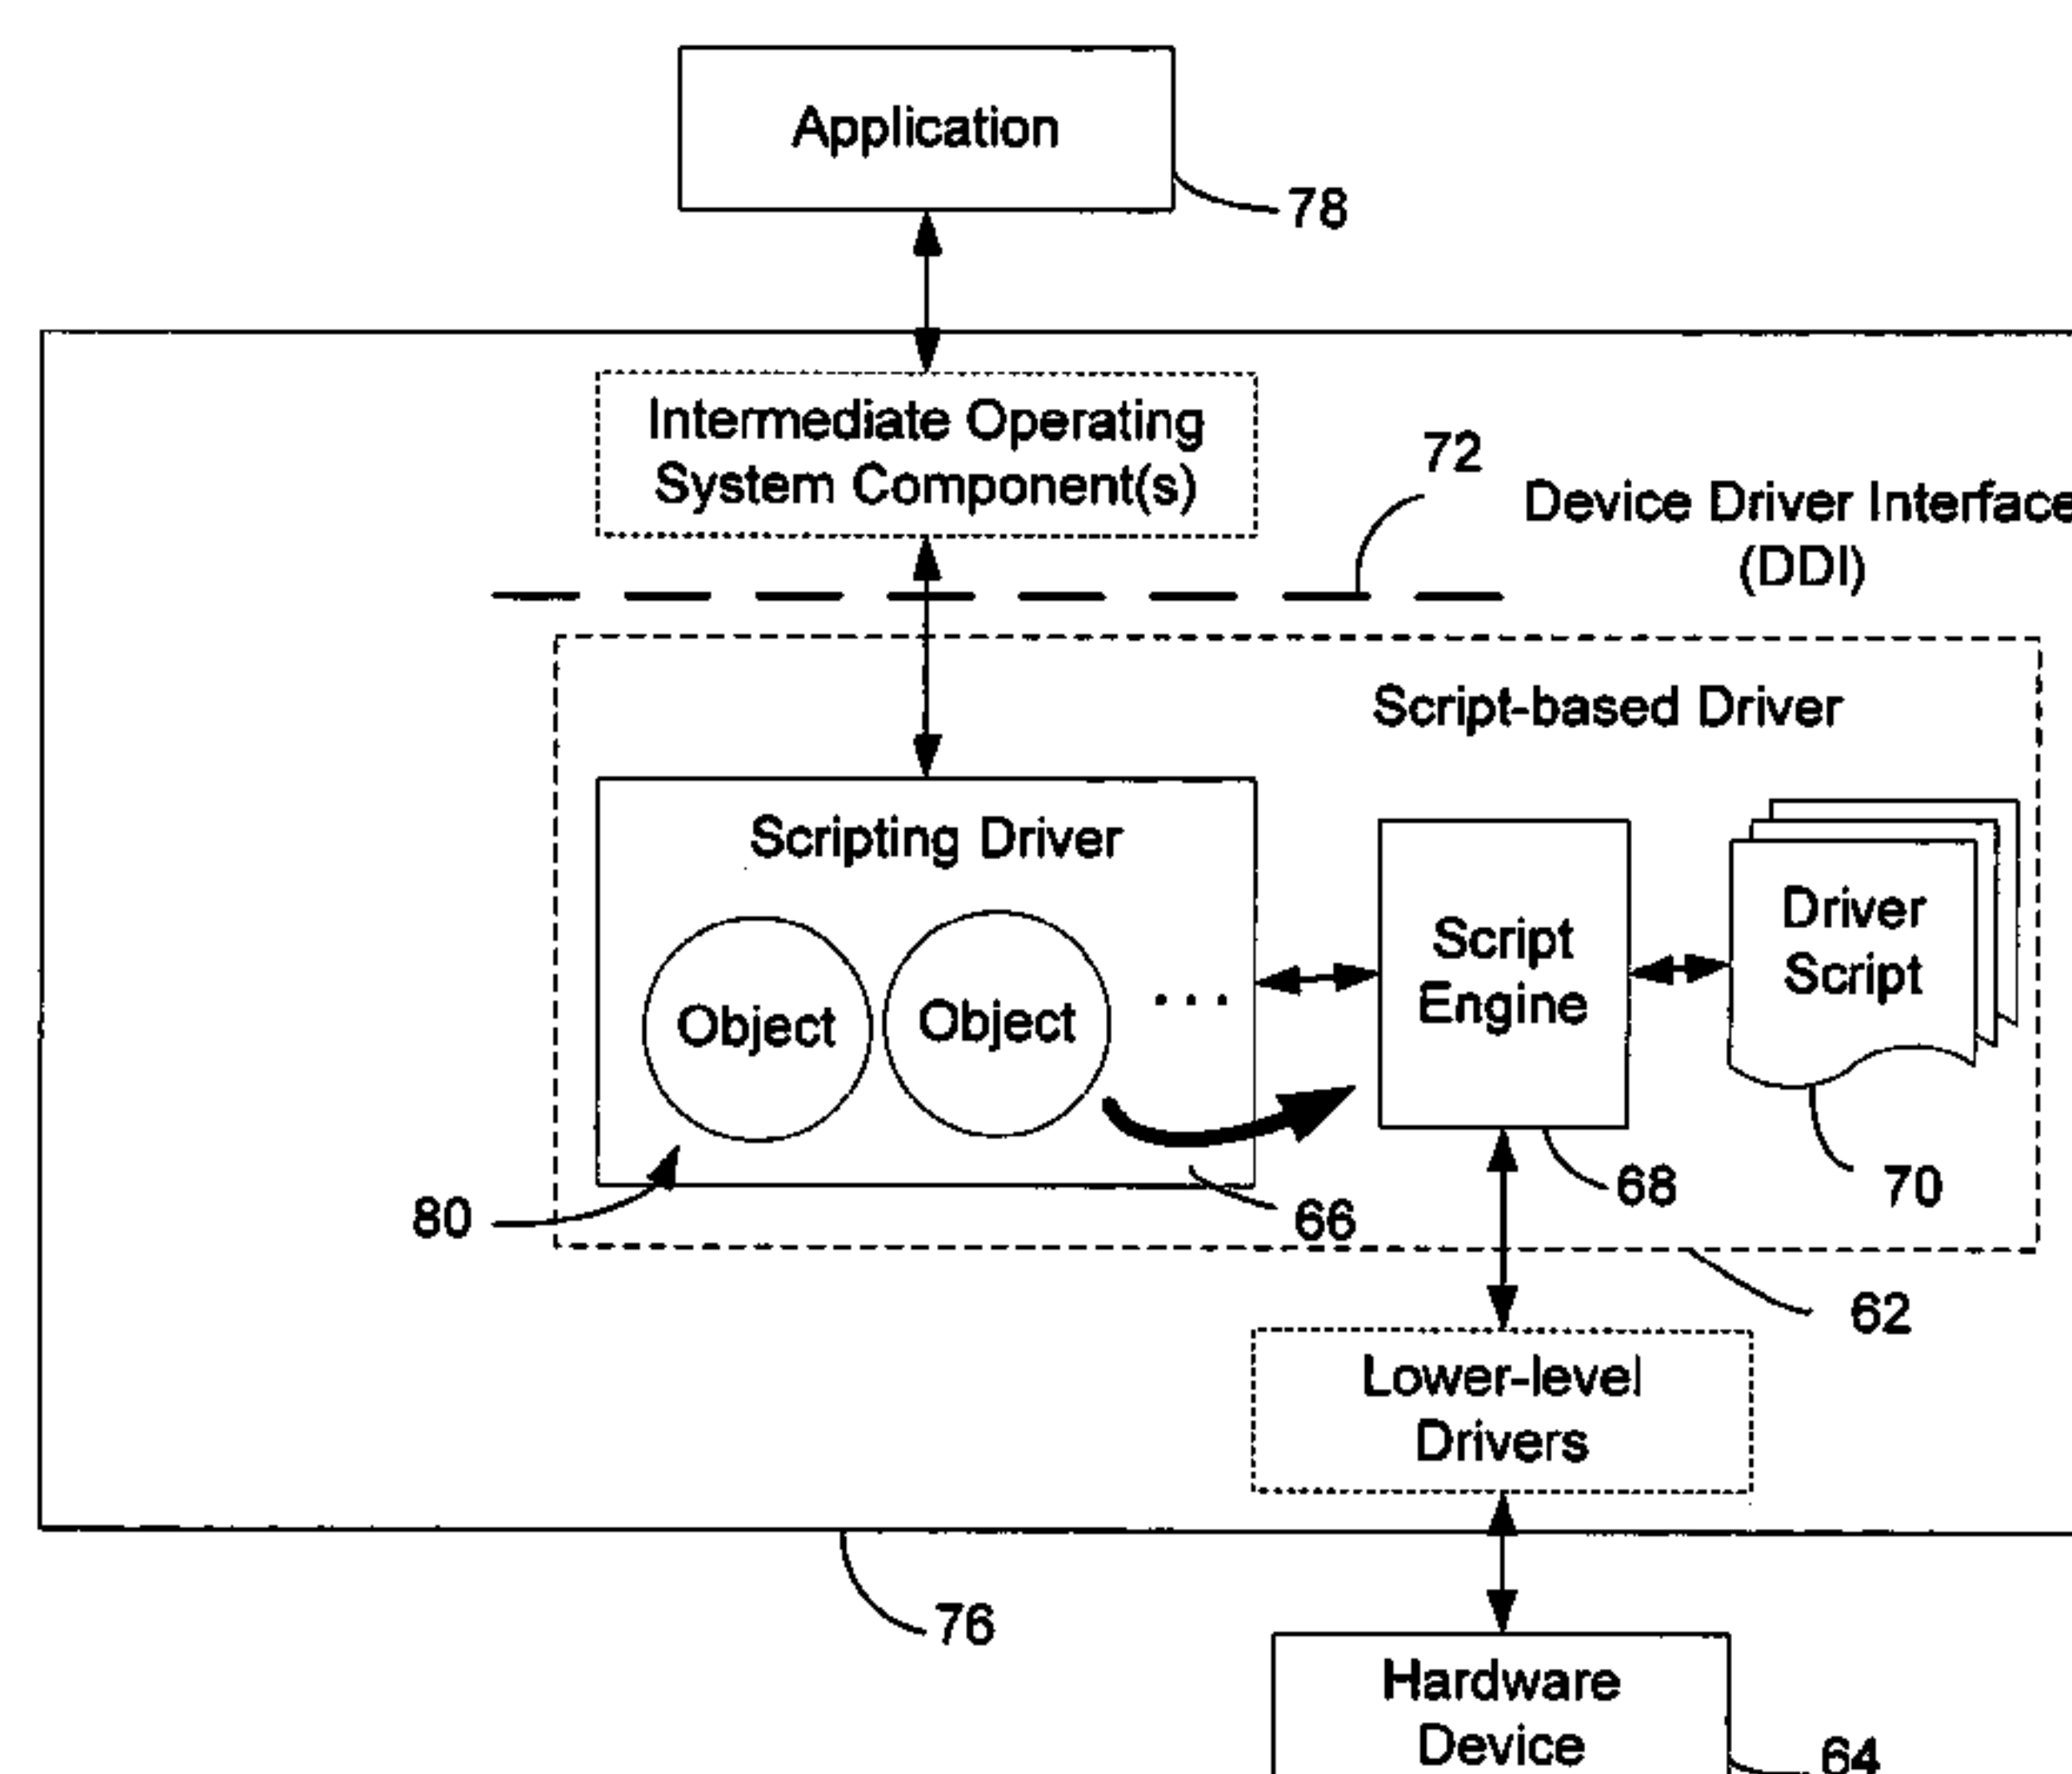 Application
78
Intermediate Operating
System Component(s)
72
Device Driver Interface
(DDI)
Script-based Driver
Scripting Driver
Object
Object
...
Script
Engine
Driver
Script
80
66
68
70
62
Lower-level
Drivers
76
Hardware
Device
64